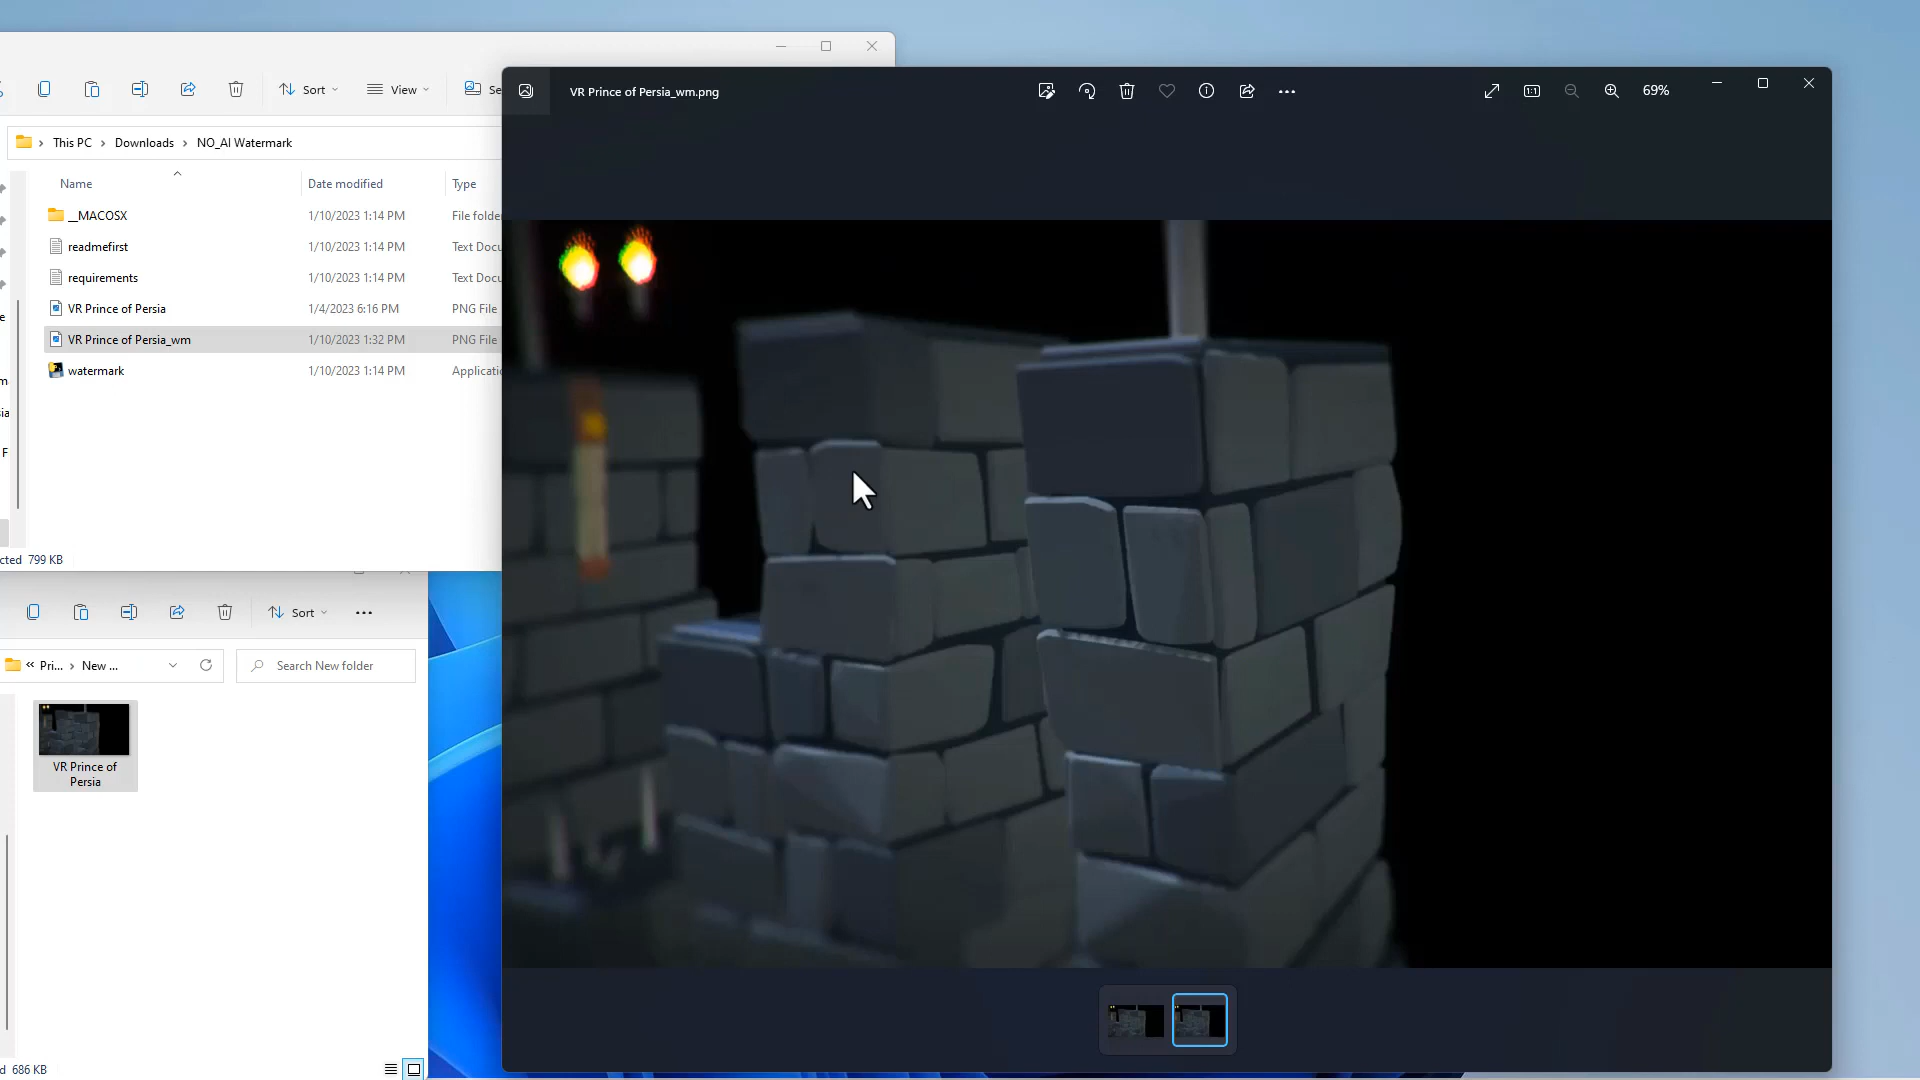 Sort
View
Se
This PC > Downloads > NO_AI Watermark
Name
Date modified
Type
__MACOSX
1/10/2023 1:14 PM
File folde
readmefirst
1/10/2023 1:14 PM
Text Docu
requirements
1/10/2023 1:14 PM
Text Docu
VR Prince of Persia
1/4/2023 6:16 PM
PNG File
VR Prince of Persia_wm
1/10/2023 1:32 PM
PNG File
watermark
1/10/2023 1:14 PM
Applicatio
cted 799 KB
Sort
« Pri... > New ...
Search New folder
VR Prince of
Persia
d 686 KB
VR Prince of Persia_wm.png
1:1
69%